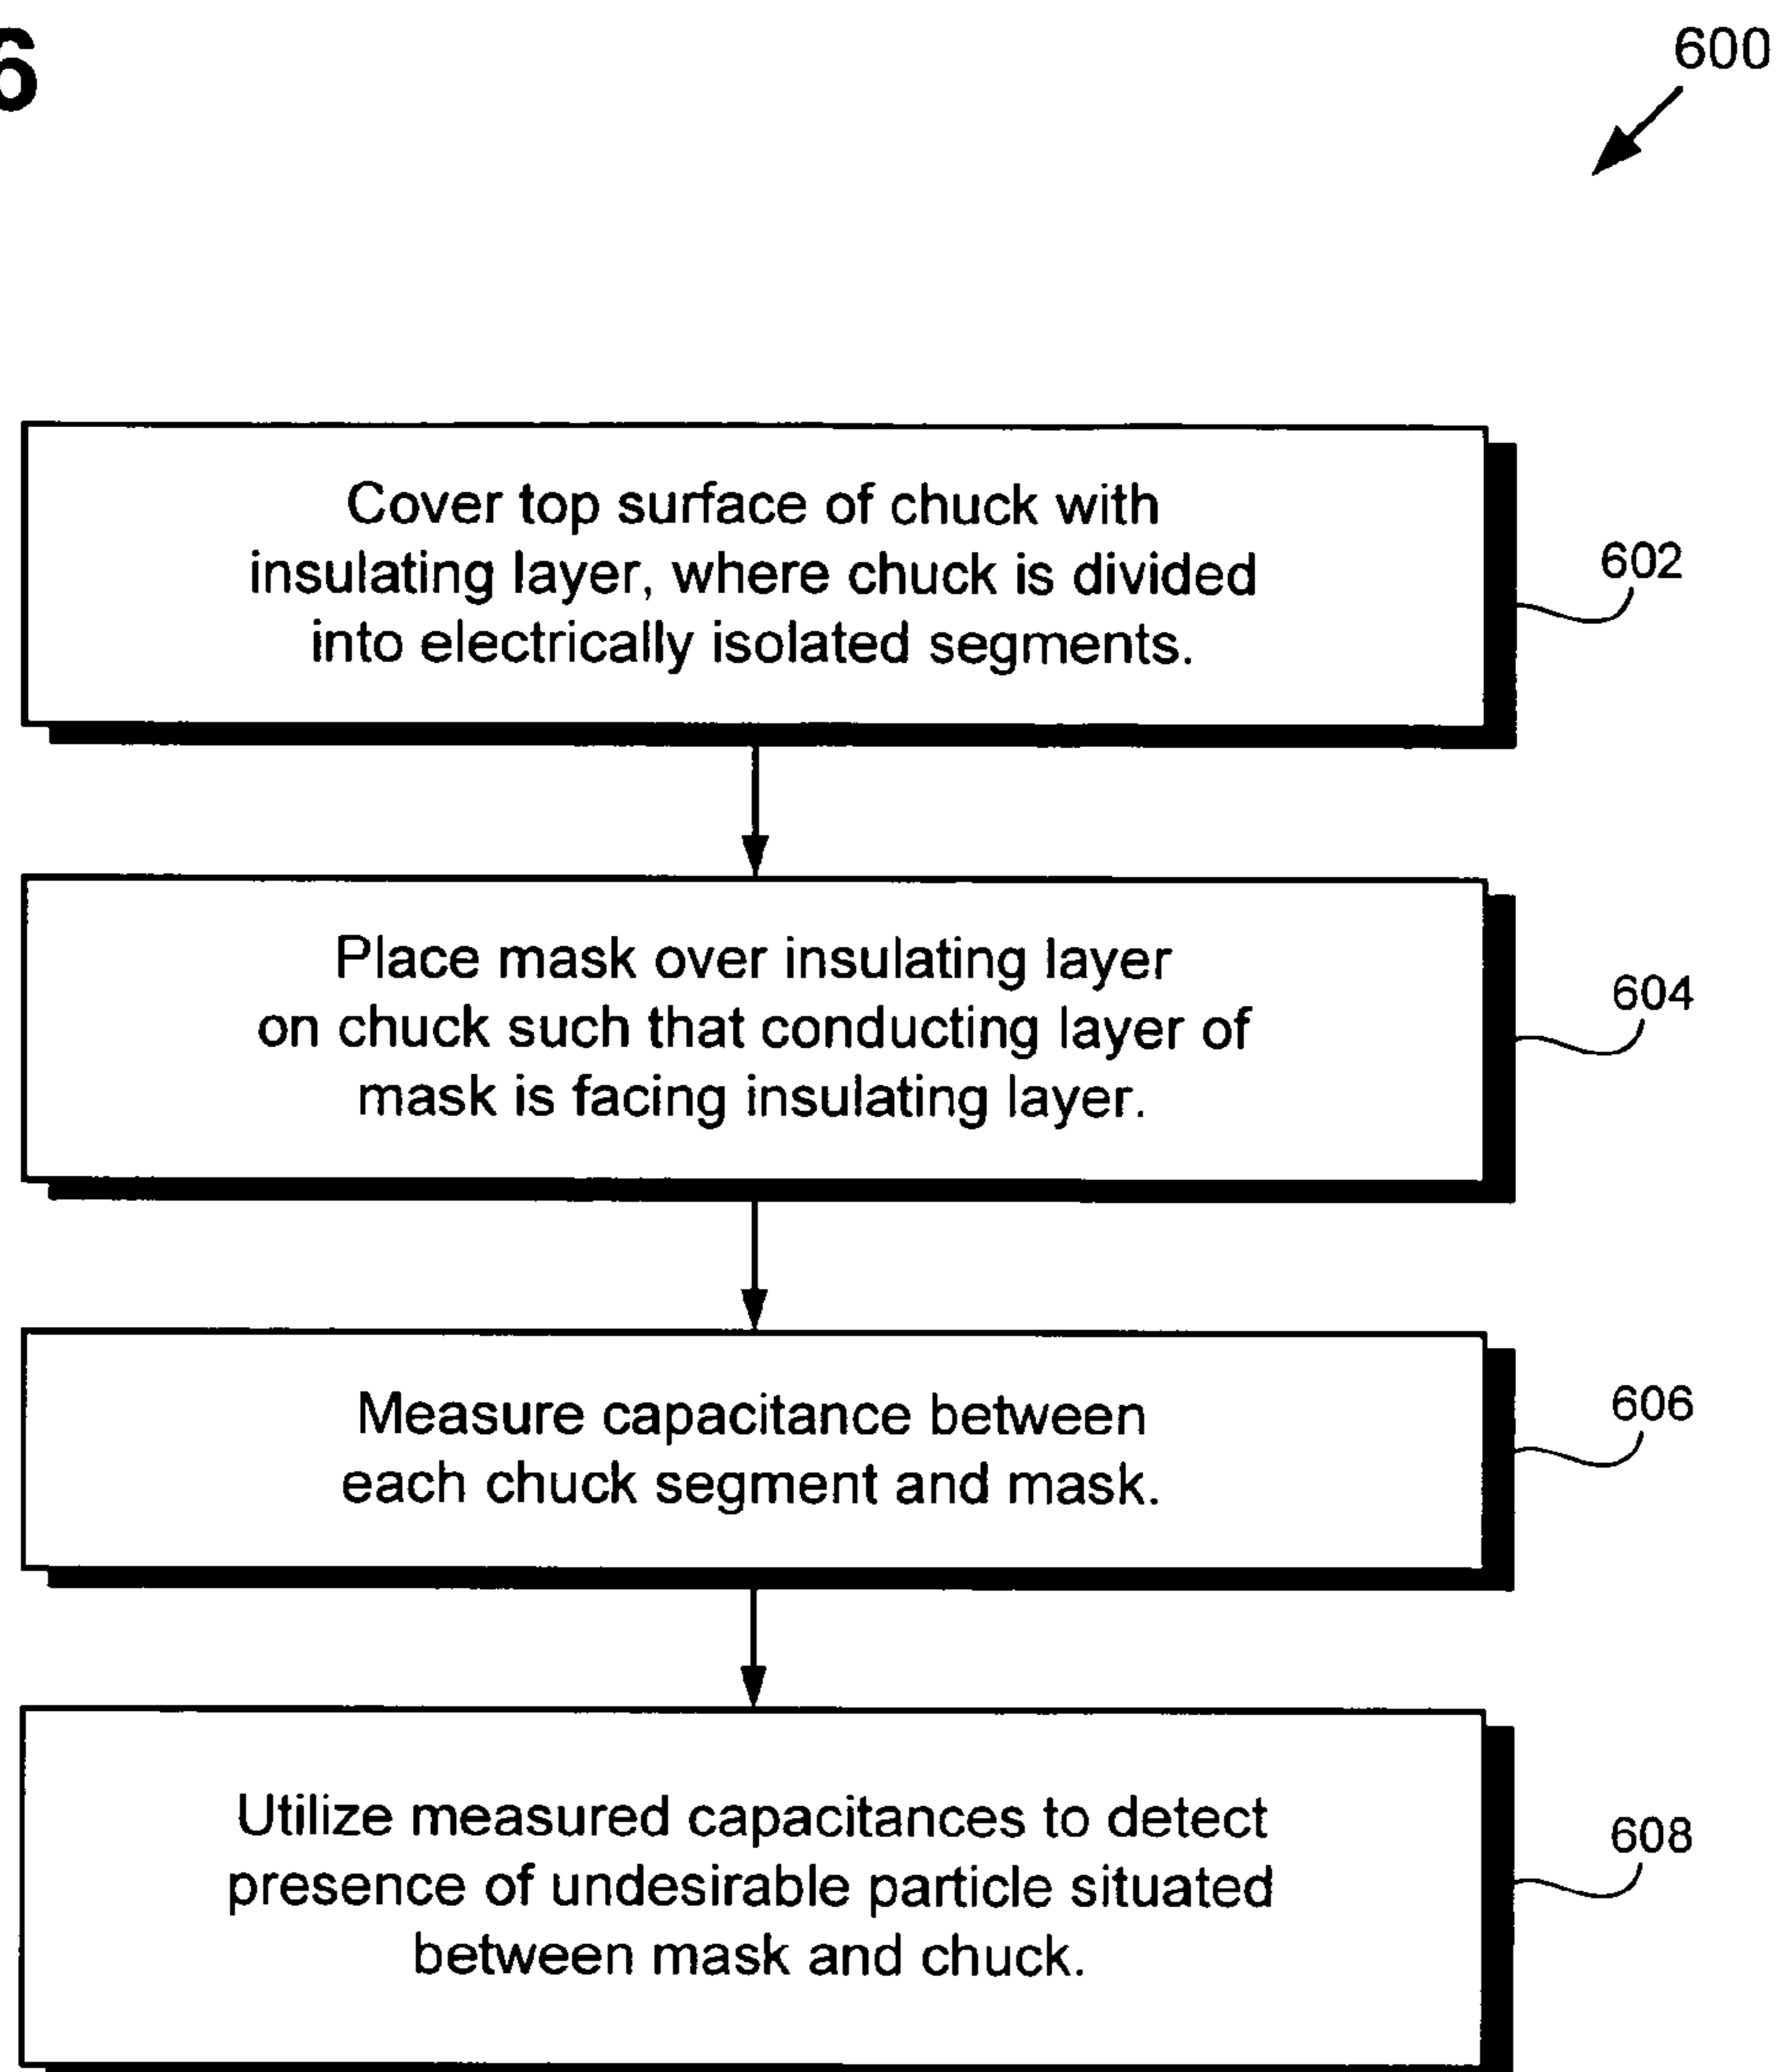 6
600
Cover top surface of chuck with
insulating layer, where chuck is divided
into electrically isolated segments.
602
Place mask over insulating layer
on chuck such that conducting layer of
mask is facing insulating layer.
604
Measure capacitance between
each chuck segment and mask.
606
Utilize measured capacitances to detect
presence of undesirable particle situated
between mask and chuck.
608